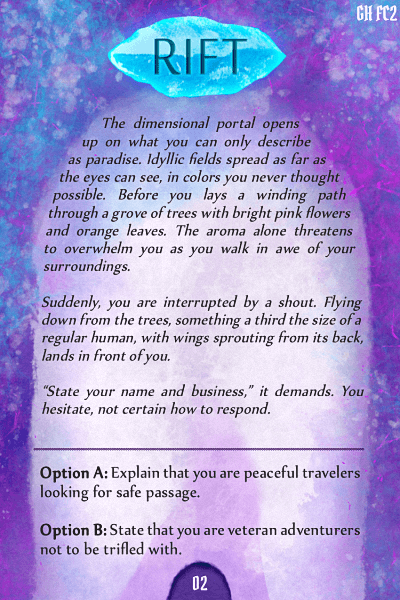 GH FC2
RIFT
The dimensional portal opens
up on what you can only describe
as paradise. Idyllic fields spread as far as
the eyes can see, in colors you never thought
possible. Before you lays a winding path
through a grove of trees with bright pink flowers
and orange leaves. The aroma alone threatens
to overwhelm you as you walk in awe of your
surroundings.
Suddenly, you are interrupted by a shout. Flying
down from the trees, something a third the size of a
regular human, with wings sprouting from its back,
lands in front of you.
“State your name and business,” it demands. You
hesitate, not certain how to respond.
Option A: Explain that you are peaceful travelers
looking for safe passage.
Option B: State that you are veteran adventurers
not to be trifled with.
02